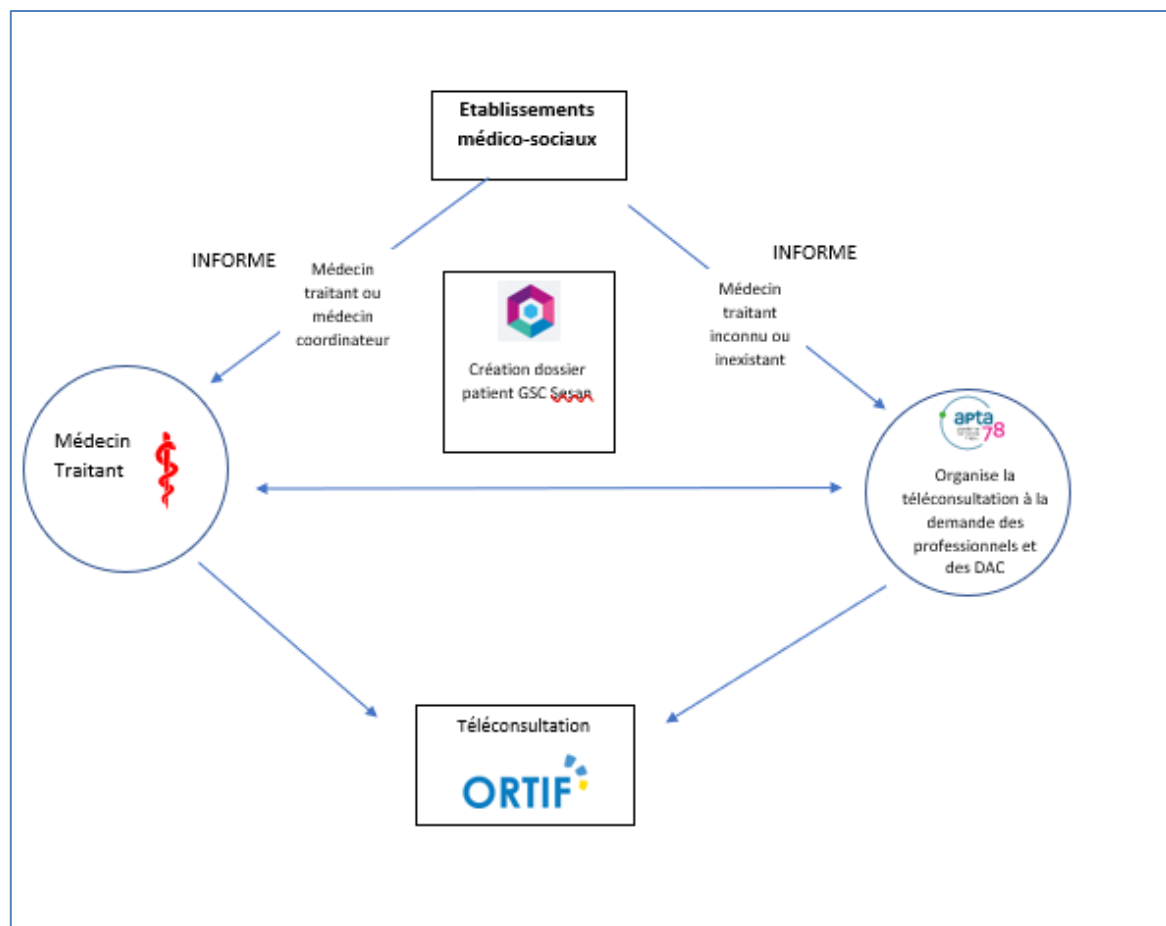 Etablissements
médico-sociaux
INFORME
Médecin
traitant ou
médecin
coordinateur
INFORME
Médecin
traitant
inconnu ou
inexistant
Création dossier
patient GSC Sesan
Médecin
Traitant
apta
78
Organise la
téléconsultation à la
demande des
professionnels et
des DAC
Téléconsultation
ORTIF